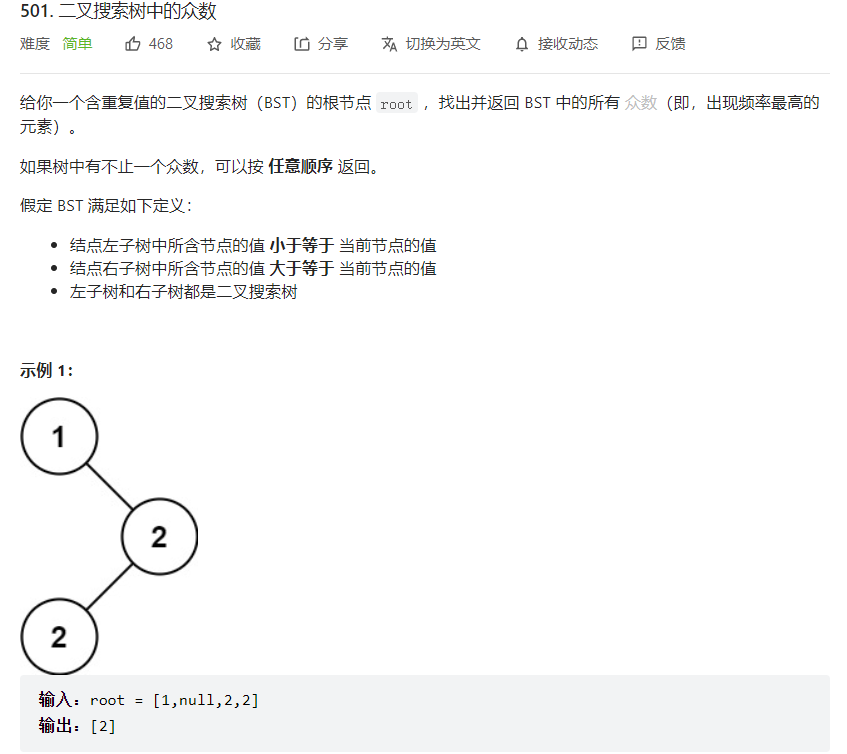 501. 二叉搜索树中的众数
难度 简单 468 收藏 分享 切换为英文 接收动态 反馈
给你一个含重复值的二叉搜索树（BST）的根节点 root ，找出并返回 BST 中的所有 众数（即，出现频率最高的
元素）。
如果树中有不止一个众数，可以按 任意顺序 返回。
假定 BST 满足如下定义：
• 结点左子树中所含节点的值 小于等于 当前节点的值
• 结点右子树中所含节点的值 大于等于 当前节点的值
• 左子树和右子树都是二叉搜索树
示例 1：
1
2
2
输入：root = [1,null,2,2]
输出：[2]